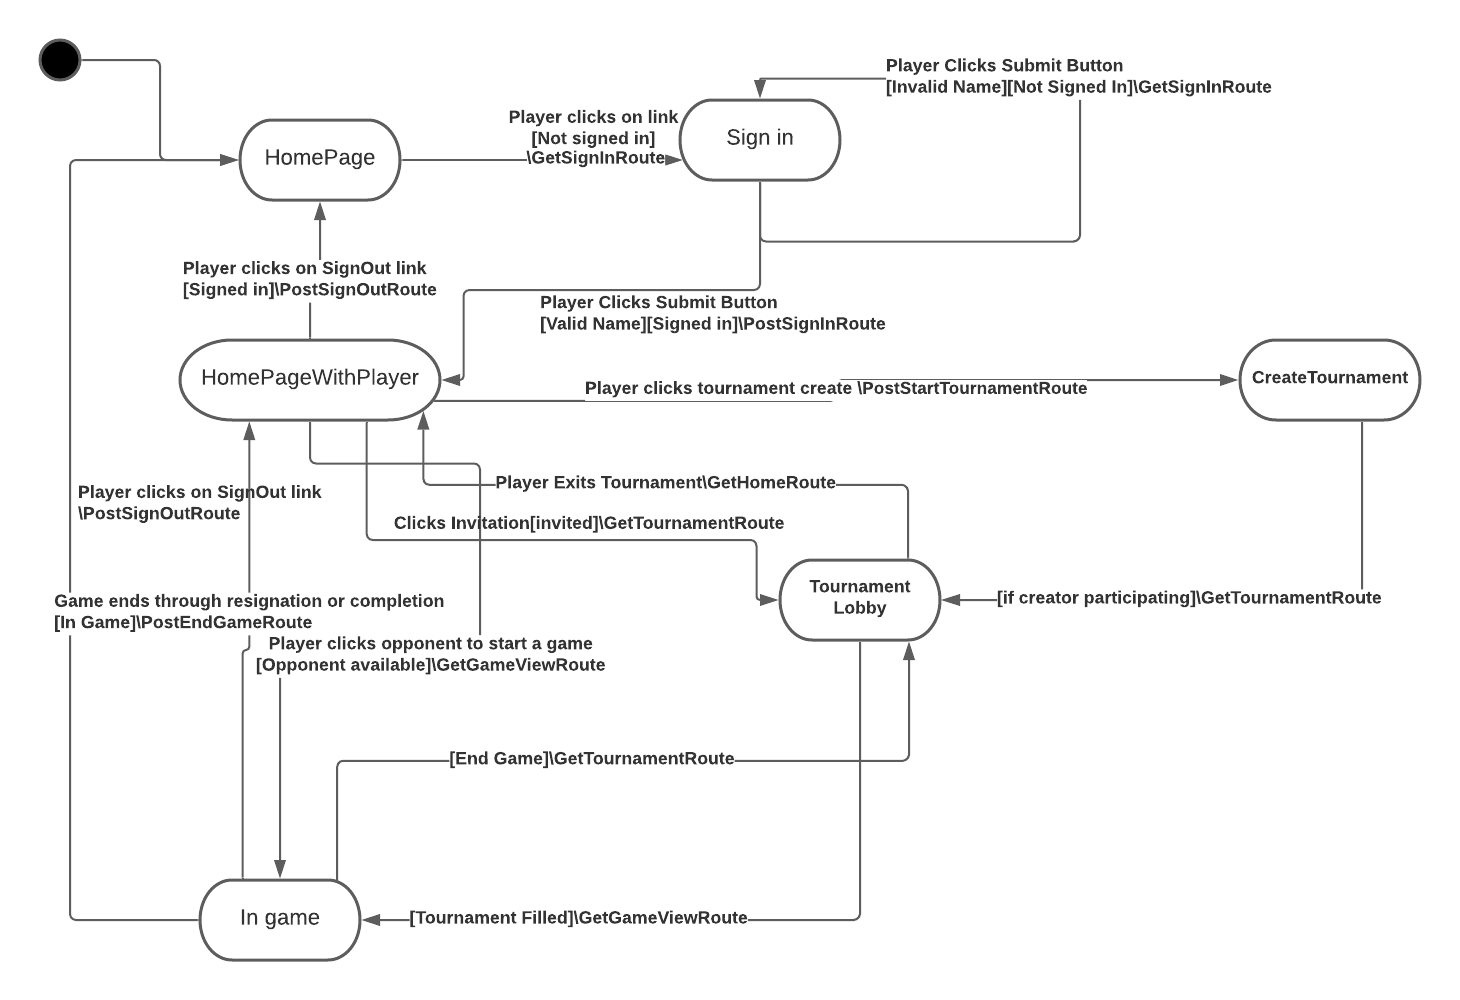 Player Clicks Submit Button
[Invalid Name][Not Signed In]\GetSignInRoute
Player clicks on link
[Not signed in]
\GetSignInRoute
Sign in
HomePage
Player clicks on SignOut link
[Signed in]\PostSignOutRoute
Player Clicks Submit Button
[Valid Name][Signed in]\PostSignInRoute
HomePageWithPlayer
Player clicks tournament create \PostStartTournamentRoute
CreateTournament
Player clicks on SignOut link
\PostSignOutRoute
Player Exits Tournament\GetHomeRoute
Clicks Invitation[invited]\GetTournamentRoute
Tournament
Lobby
[if creator participating]\GetTournamentRoute
Game ends through resignation or completion
[In Game]\PostEndGameRoute
Player clicks opponent to start a game
[Opponent available]\GetGameViewRoute
[End Game]\GetTournamentRoute
In game
[Tournament Filled]\GetGameViewRoute